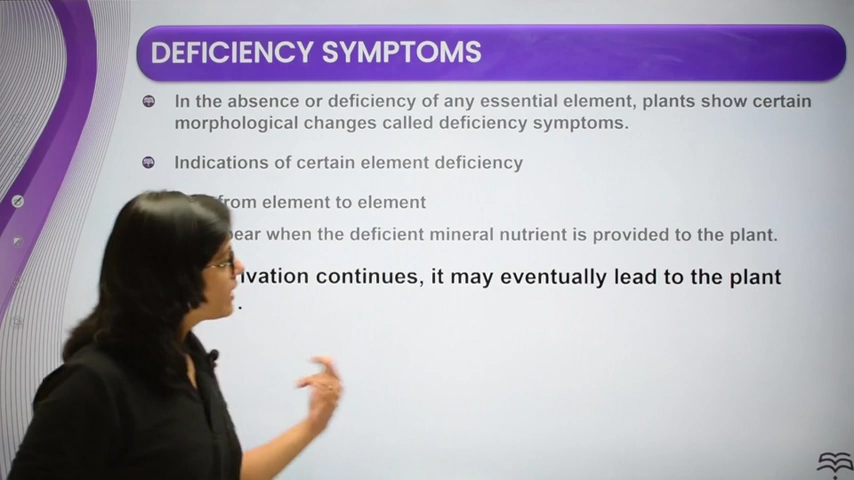 DEFICIENCY SYMPTOMS
In the absence or deficiency of any essential element, plants show certain
morphological changes called deficiency symptoms.
Indications of certain element deficiency
from element to element
when the deficient mineral nutrient is provided to the plant.
continues, it may eventually lead to the plant